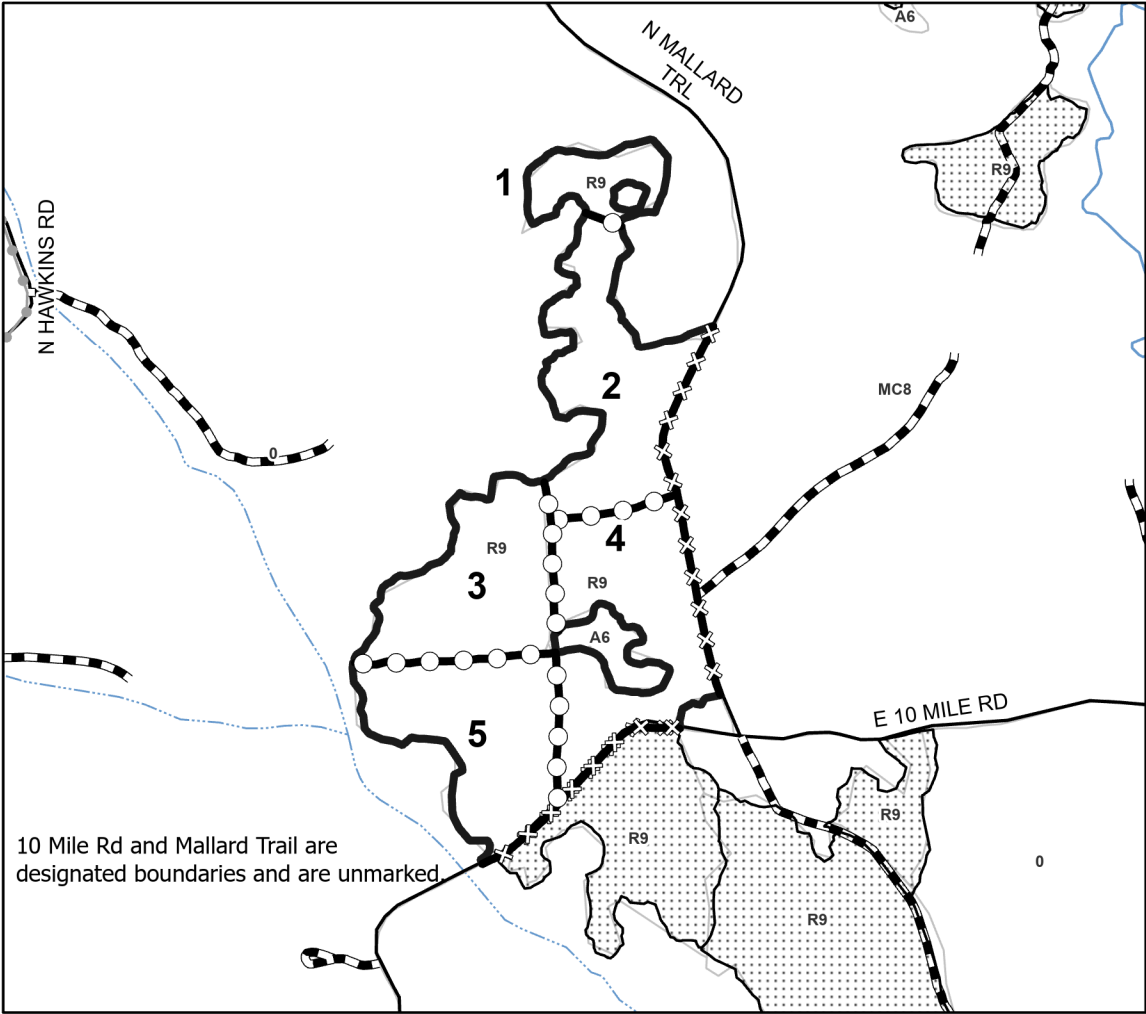 A6
N MALLARD
TRL
R9
1
R9
N HAWKINS RD
2
MC8
0
R9
4
3
R9
A6
E 10 MILE RD
5
R9
R9
10 Mile Rd and Mallard Trail are
designated boundaries and are unmarked.
0
R9